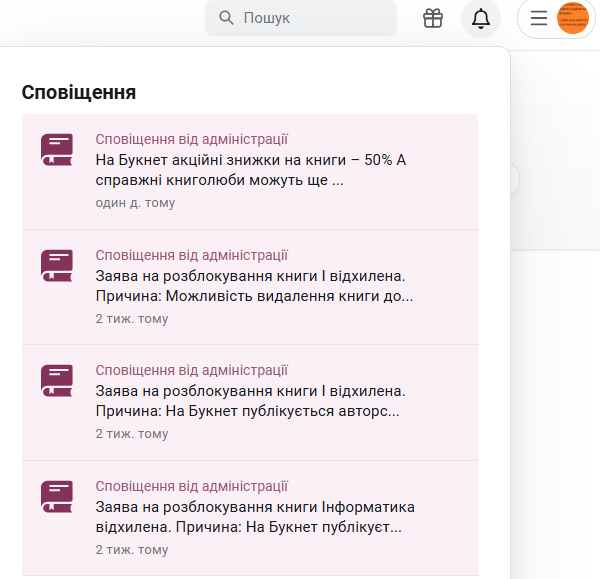 Пошук
Сповіщення
Сповіщення від адміністрації
На Букнет акційні знижки на книги – 50% А
справжні книголюби можуть ще ...
один д. тому
Сповіщення від адміністрації
Заява на розблокування книги І відхилена.
Причина: Можливість видалення книги до...
2 тиж. тому
Сповіщення від адміністрації
Заява на розблокування книги І відхилена.
Причина: На Букнет публікується авторс...
2 тиж. тому
Сповіщення від адміністрації
Заява на розблокування книги Інформатика
відхилена. Причина: На Букнет публікуєт...
2 тиж. тому